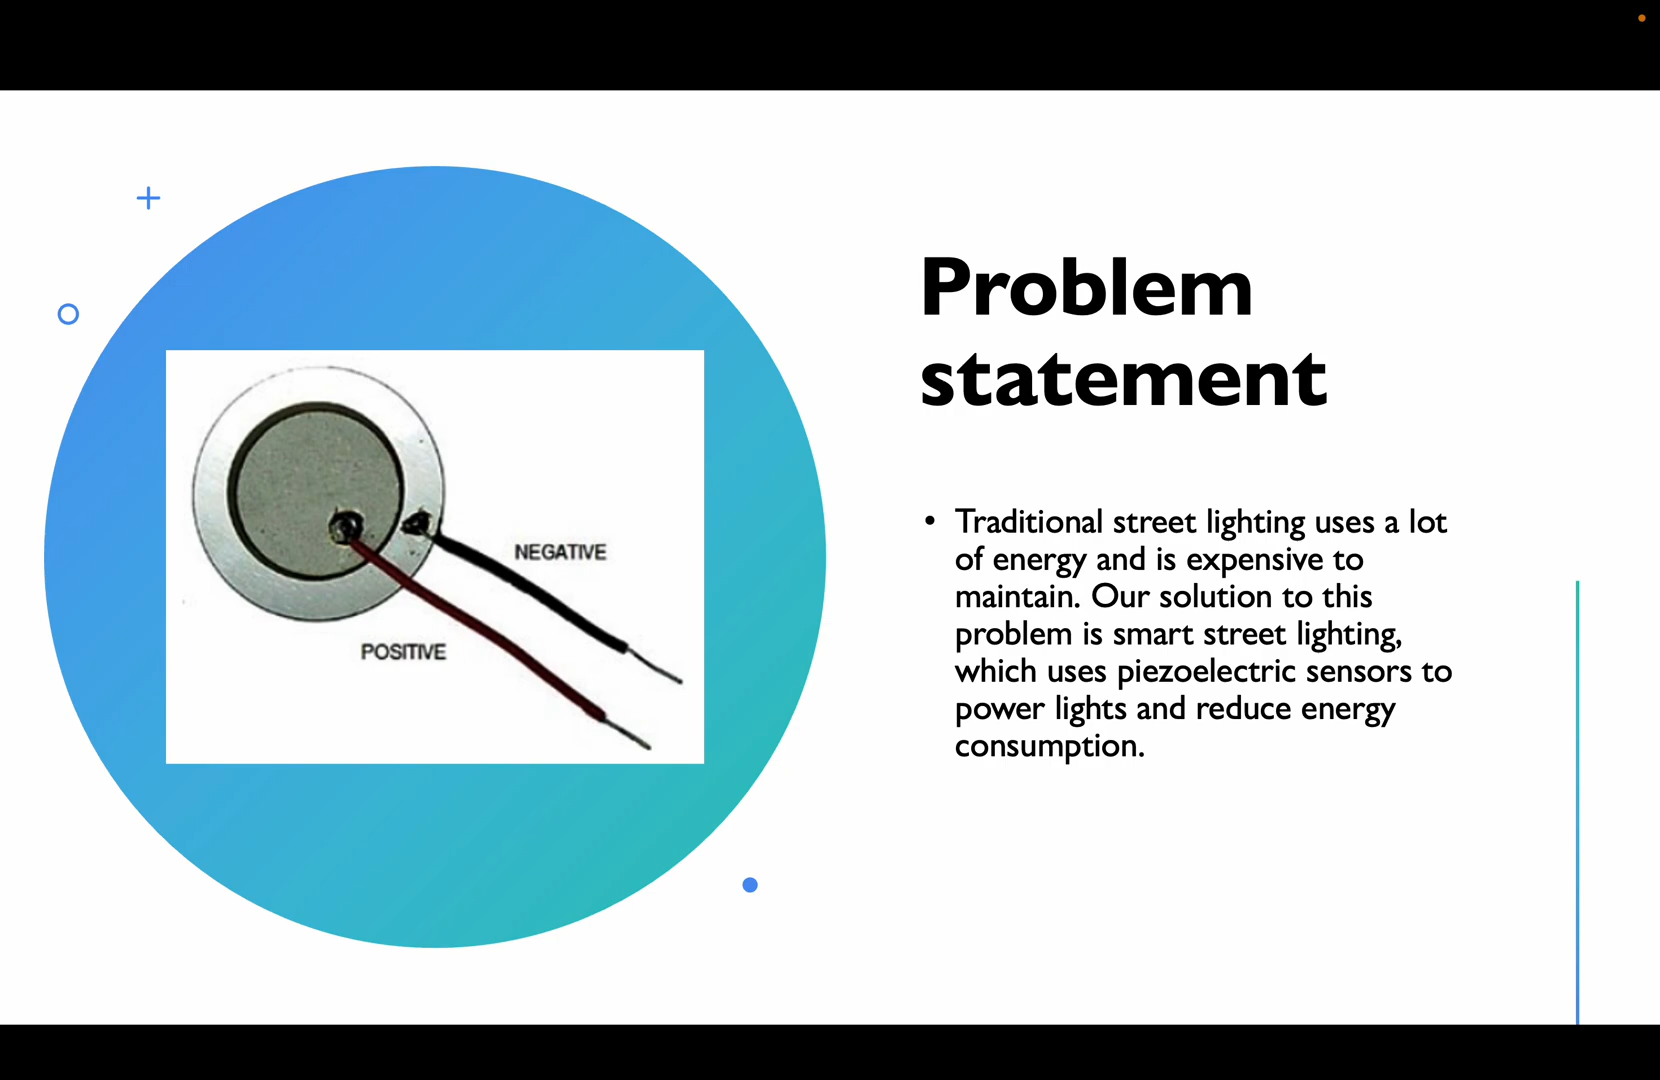 Problem
statement
• Traditional street lighting uses a lot
of energy and is expensive to
maintain. Our solution to this
problem is smart street lighting,
which uses piezoelectric sensors to
power lights and reduce energy
consumption.
NEGATIVE
POSITIVE